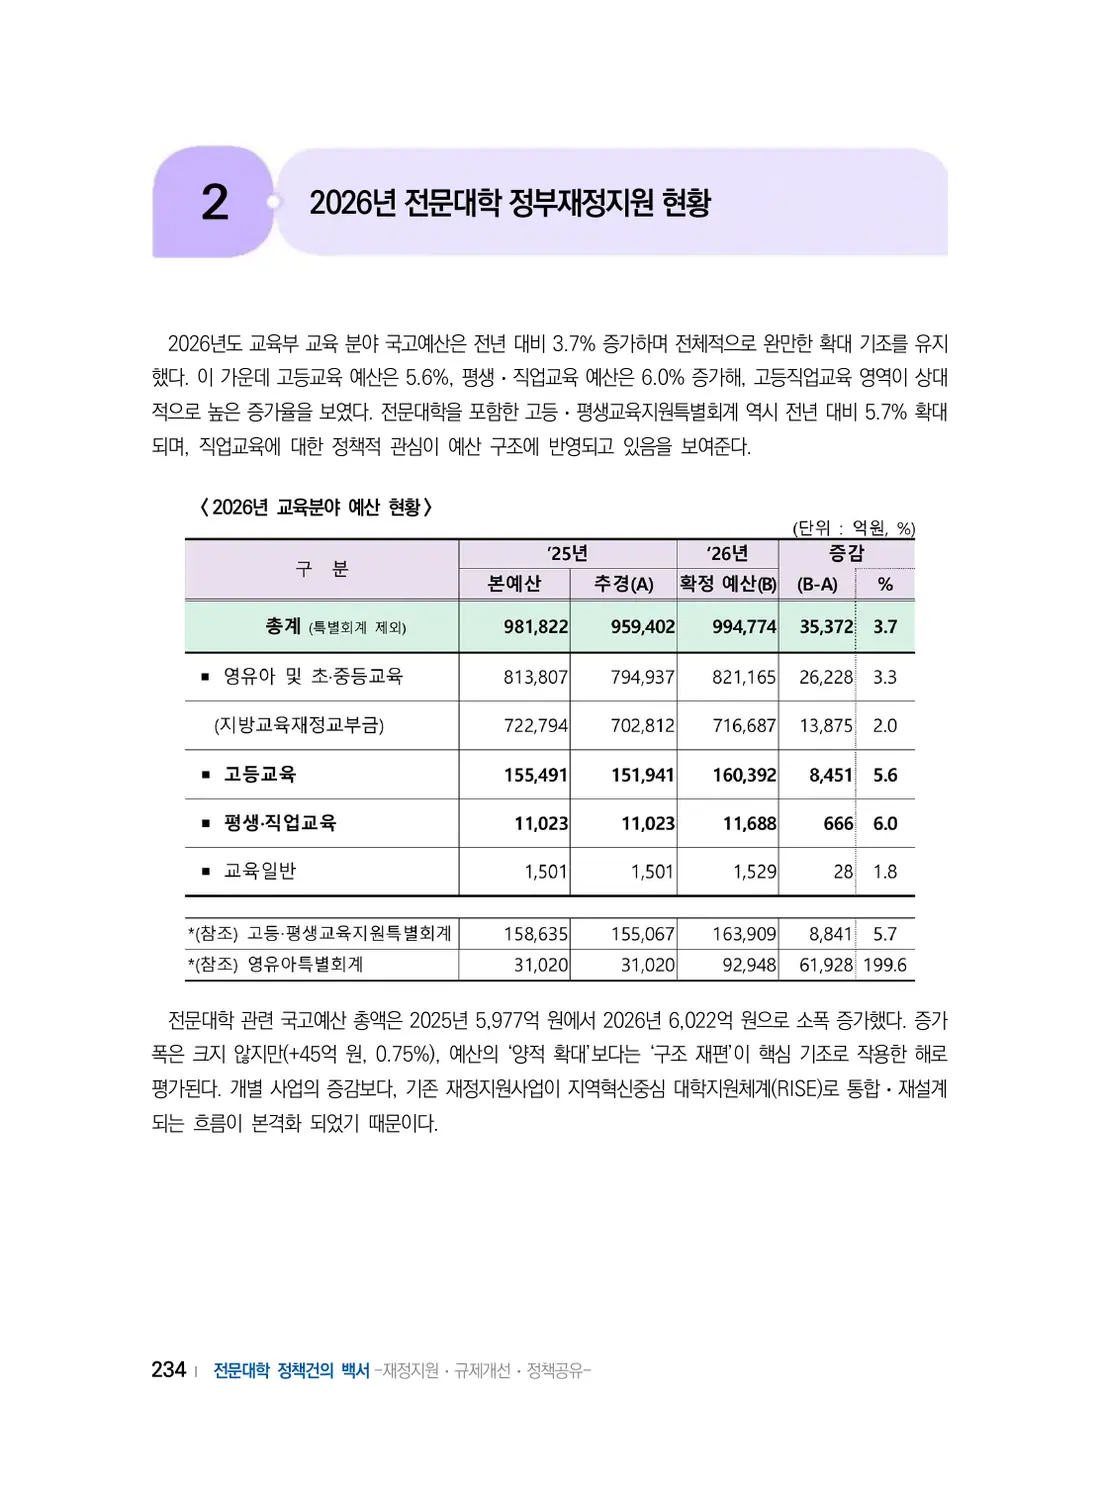 2
2026년 전문대학 정부재정지원 현황
2026년도 교육부 교육 분야 국고예산은 전년 대비 3.7% 증가하며 전체적으로 완만한 확대 기조를 유지
했다. 이 가운데 고등교육 예산은 5.6%, 평생·직업교육 예산은 6.0% 증가해, 고등직업교육 영역이 상대
적으로 높은 증가율을 보였다. 전문대학을 포함한 고등·평생교육지원특별회계 역시 전년 대비 5.7% 확대
되며, 직업교육에 대한 정책적 관심이 예산 구조에 반영되고 있음을 보여준다.
〈 2026년 교육분야 예산 현황 〉
(단위 : 억원, %)
구 분 ’25년 ‘26년 증감
본예산 추경(A) 확정 예산(B) (B-A) %
총계 (특별회계 제외) 981,822 959,402 994,774 35,372 3.7
▪ 영유아 및 초·중등교육 813,807 794,937 821,165 26,228 3.3
(지방교육재정교부금) 722,794 702,812 716,687 13,875 2.0
▪ 고등교육 155,491 151,941 160,392 8,451 5.6
▪ 평생·직업교육 11,023 11,023 11,688 666 6.0
▪ 교육일반 1,501 1,501 1,529 28 1.8
*(참조) 고등·평생교육지원특별회계 158,635 155,067 163,909 8,841 5.7
*(참조) 영유아특별회계 31,020 31,020 92,948 61,928 199.6
전문대학 관련 국고예산 총액은 2025년 5,977억 원에서 2026년 6,022억 원으로 소폭 증가했다. 증가
폭은 크지 않지만(+45억 원, 0.75%), 예산의 ‘양적 확대’보다는 ‘구조 재편’이 핵심 기조로 작용한 해로
평가된다. 개별 사업의 증감보다, 기존 재정지원사업이 지역혁신중심 대학지원체계(RISE)로 통합·재설계
되는 흐름이 본격화 되었기 때문이다.
234 | 전문대학 정책건의 백서 -재정지원·규제개선·정책공유-